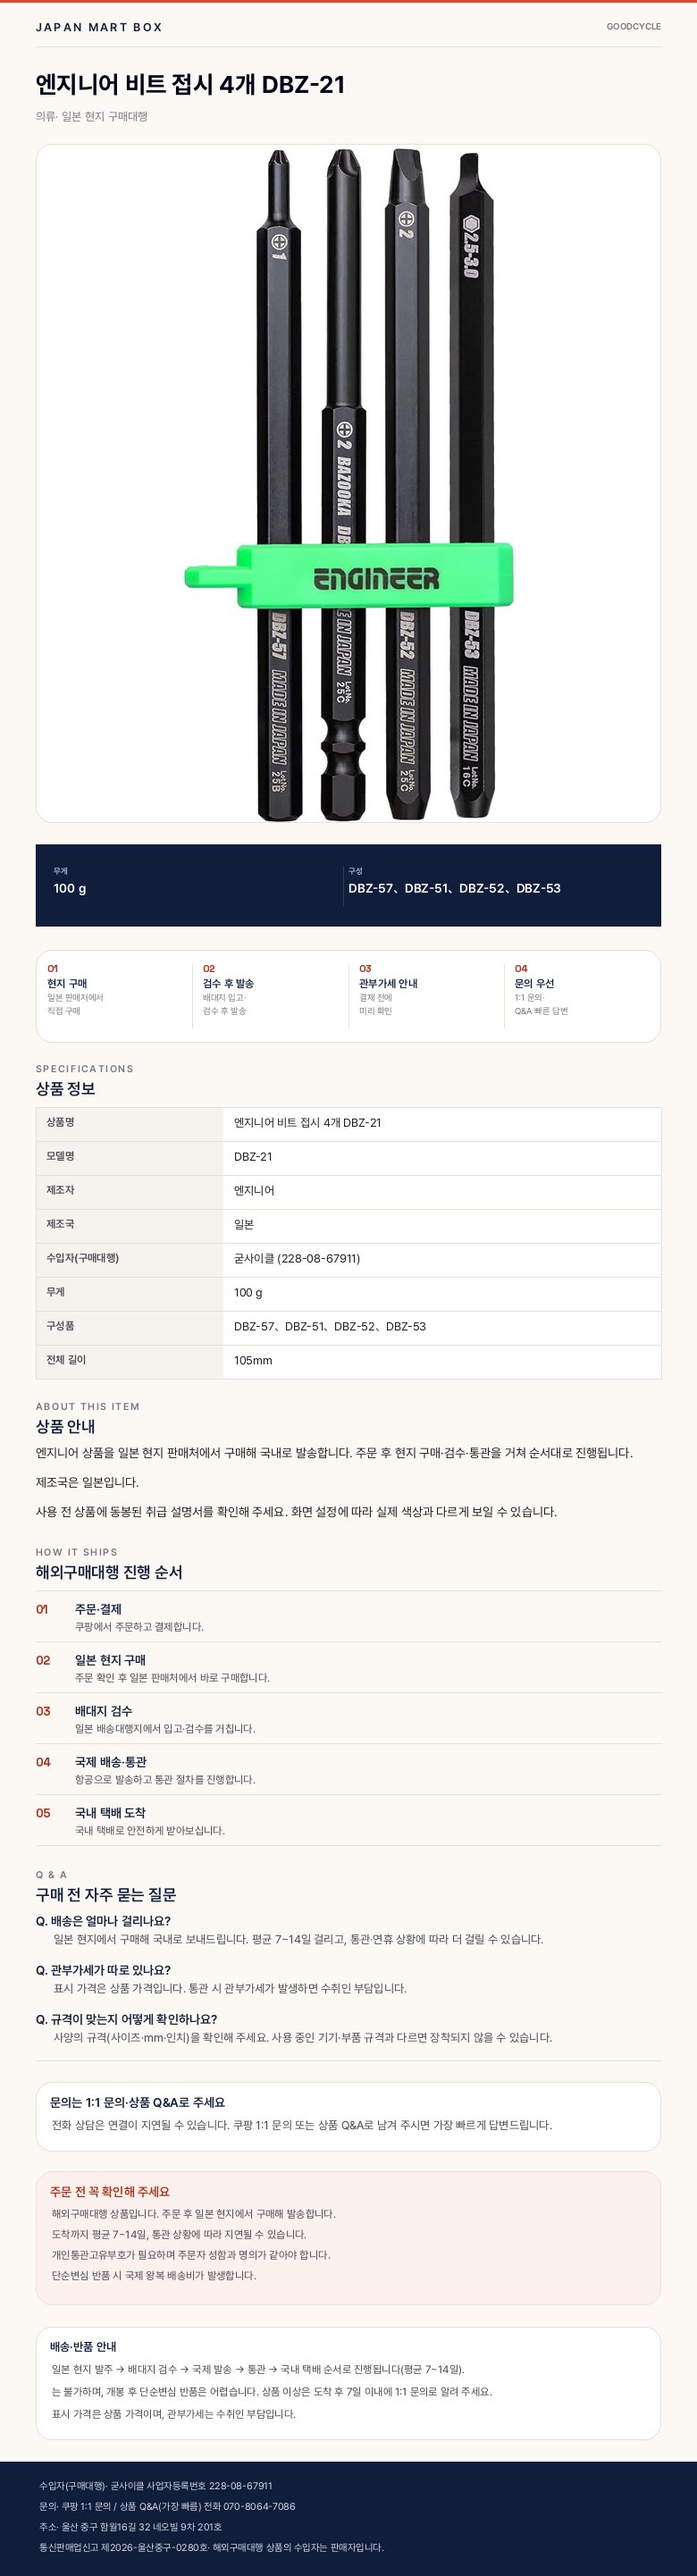 JAPAN MART BOX
GOODCYCLE
엔지니어 비트 접시 4개 DBZ-21
의류· 일본 현지 구매대행
1
2
2.5-3.0
2 BAZOOKA DB
ENGINEER
DBZ-57 MADE IN JAPAN Lot No. 25B
E IN JAPAN Lot No. 25C
DBZ-52 MADE IN JAPAN Lot No. 25C
DBZ-53 MADE IN JAPAN Lot No. 16C
무게
100 g
구성
DBZ-57、DBZ-51、DBZ-52、DBZ-53
01
현지 구매
일본 판매처에서
직접 구매
02
검수 후 발송
배대지 입고·
검수 후 발송
03
관부가세 안내
결제 전에
미리 확인
04
문의 우선
1:1 문의·
Q&A 빠른 답변
SPECIFICATIONS
상품 정보
상품명 엔지니어 비트 접시 4개 DBZ-21
모델명 DBZ-21
제조자 엔지니어
제조국 일본
수입자(구매대행) 굳사이클 (228-08-67911)
무게 100 g
구성품 DBZ-57、DBZ-51、DBZ-52、DBZ-53
전체 길이 105mm
ABOUT THIS ITEM
상품 안내
엔지니어 상품을 일본 현지 판매처에서 구매해 국내로 발송합니다. 주문 후 현지 구매·검수·통관을 거쳐 순서대로 진행됩니다.
제조국은 일본입니다.
사용 전 상품에 동봉된 취급 설명서를 확인해 주세요. 화면 설정에 따라 실제 색상과 다르게 보일 수 있습니다.
HOW IT SHIPS
해외구매대행 진행 순서
01 주문·결제
쿠팡에서 주문하고 결제합니다.
02 일본 현지 구매
주문 확인 후 일본 판매처에서 바로 구매합니다.
03 배대지 검수
일본 배송대행지에서 입고·검수를 거칩니다.
04 국제 배송·통관
항공으로 발송하고 통관 절차를 진행합니다.
05 국내 택배 도착
국내 택배로 안전하게 받아보십니다.
Q & A
구매 전 자주 묻는 질문
Q. 배송은 얼마나 걸리나요?
일본 현지에서 구매해 국내로 보내드립니다. 평균 7~14일 걸리고, 통관·연휴 상황에 따라 더 걸릴 수 있습니다.
Q. 관부가세가 따로 있나요?
표시 가격은 상품 가격입니다. 통관 시 관부가세가 발생하면 수취인 부담입니다.
Q. 규격이 맞는지 어떻게 확인하나요?
사양의 규격(사이즈·mm·인치)을 확인해 주세요. 사용 중인 기기·부품 규격과 다르면 장착되지 않을 수 있습니다.
문의는 1:1 문의·상품 Q&A로 주세요
전화 상담은 연결이 지연될 수 있습니다. 쿠팡 1:1 문의 또는 상품 Q&A로 남겨 주시면 가장 빠르게 답변드립니다.
주문 전 꼭 확인해 주세요
해외구매대행 상품입니다. 주문 후 일본 현지에서 구매해 발송합니다.
도착까지 평균 7~14일, 통관 상황에 따라 지연될 수 있습니다.
개인통관고유부호가 필요하며 주문자 성함과 명의가 같아야 합니다.
단순변심 반품 시 국제 왕복 배송비가 발생합니다.
배송·반품 안내
일본 현지 발주 → 배대지 검수 → 국제 발송 → 통관 → 국내 택배 순서로 진행됩니다(평균 7~14일).
는 불가하며, 개봉 후 단순변심 반품은 어렵습니다. 상품 이상은 도착 후 7일 이내에 1:1 문의로 알려 주세요.
표시 가격은 상품 가격이며, 관부가세는 수취인 부담입니다.
수입자(구매대행)· 굳사이클 사업자등록번호 228-08-67911
문의· 쿠팡 1:1 문의 / 상품 Q&A(가장 빠름) 전화 070-8064-7086
주소· 울산 중구 함월16길 32 네오빌 9차 201호
통신판매업신고 제2026-울산중구-0280호· 해외구매대행 상품의 수입자는 판매자입니다.